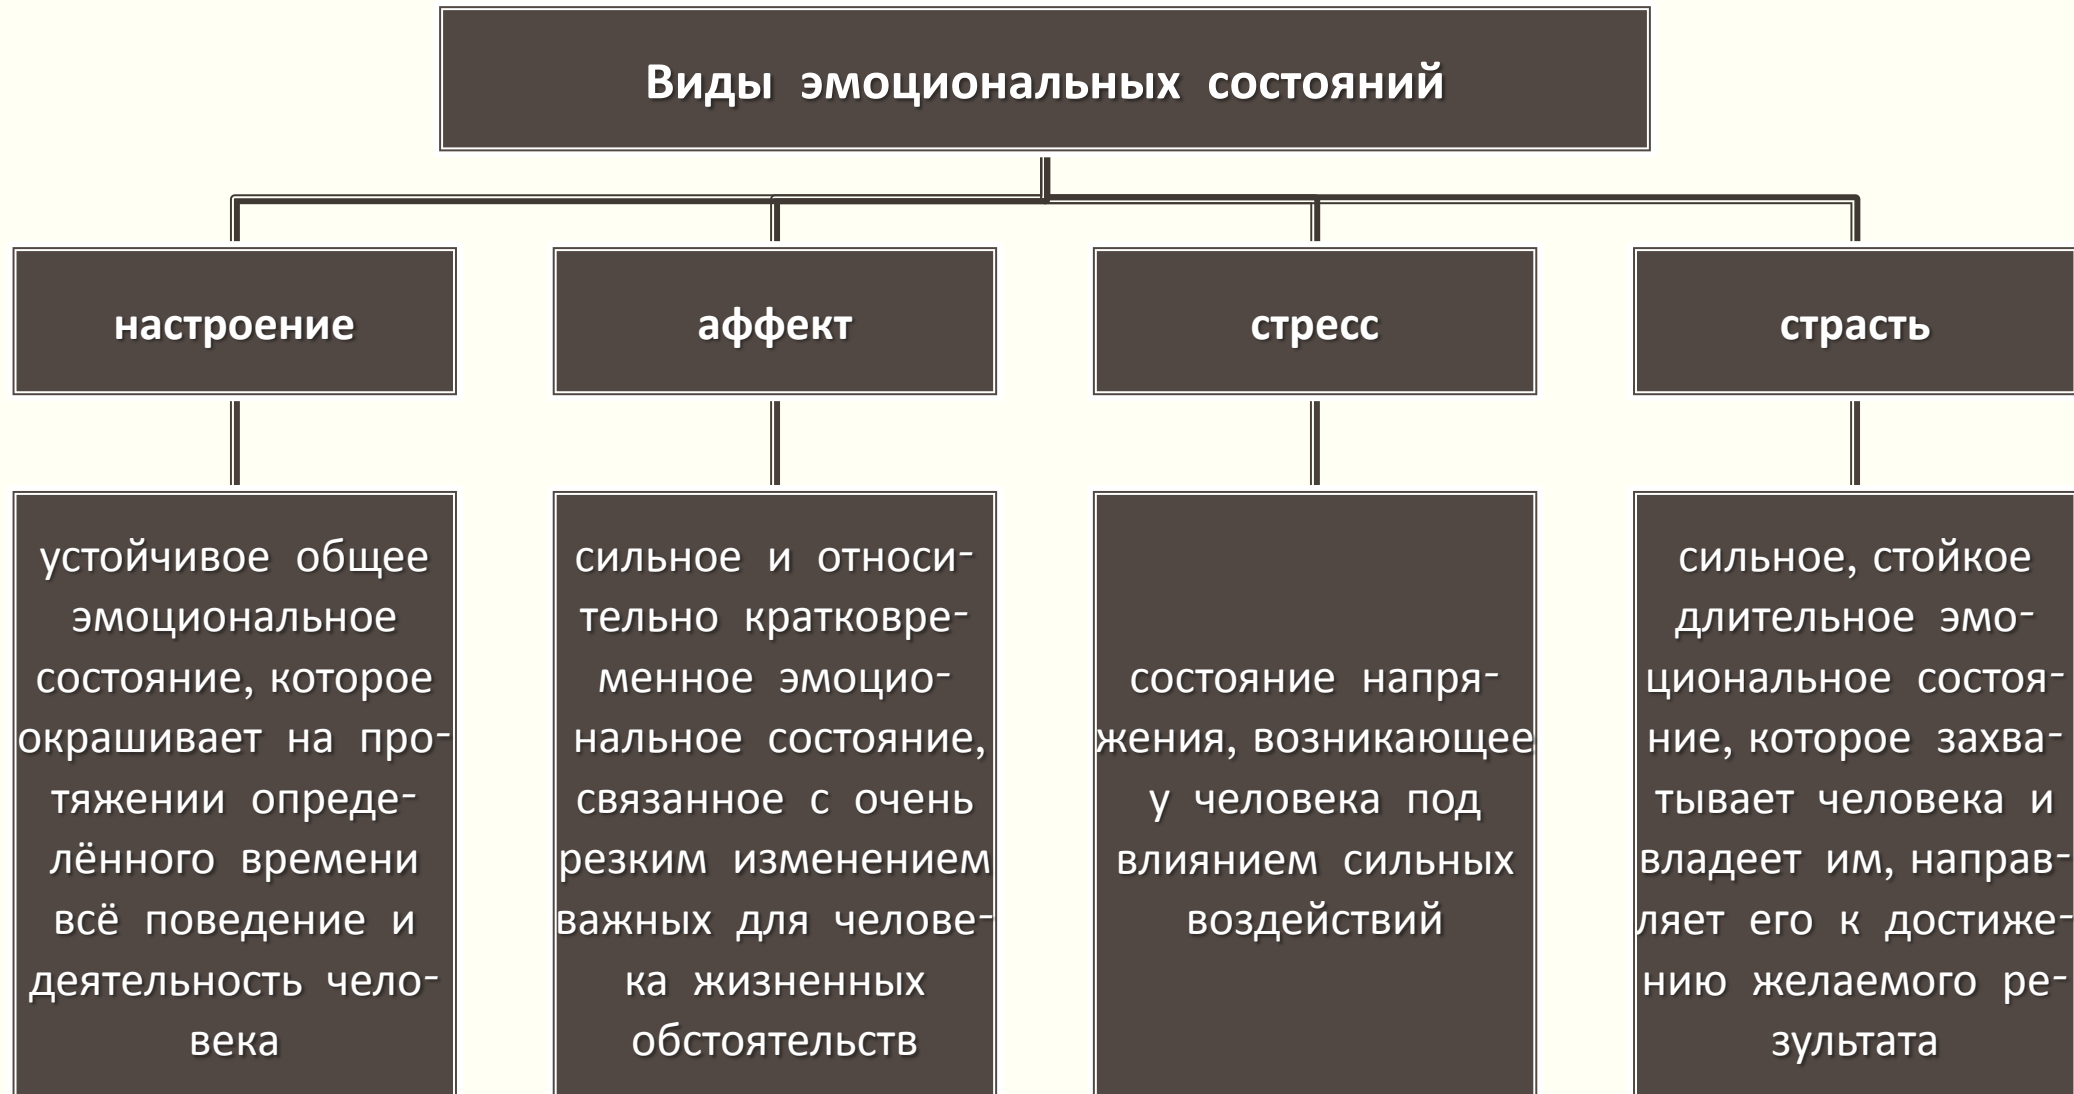 Виды эмоциональных состояний
настроение
аффект
стресс
страсть
устойчивое общее
эмоциональное
состояние, которое
окрашивает на про-
тяжении опреде-
лённого времени
всё поведение и
деятельность чело-
века
сильное и относи-
тельно кратковре-
менное эмоцио-
нальное состояние,
связанное с очень
резким изменением
важных для челове-
ка жизненных
обстоятельств
состояние напря-
жения, возникающее
у человека под
влиянием сильных
воздействий
сильное, стойкое
длительное эмо-
циональное состоя-
ние, которое захва-
тывает человека и
владеет им, направ-
ляет его к достиже-
нию желаемого ре-
зультата